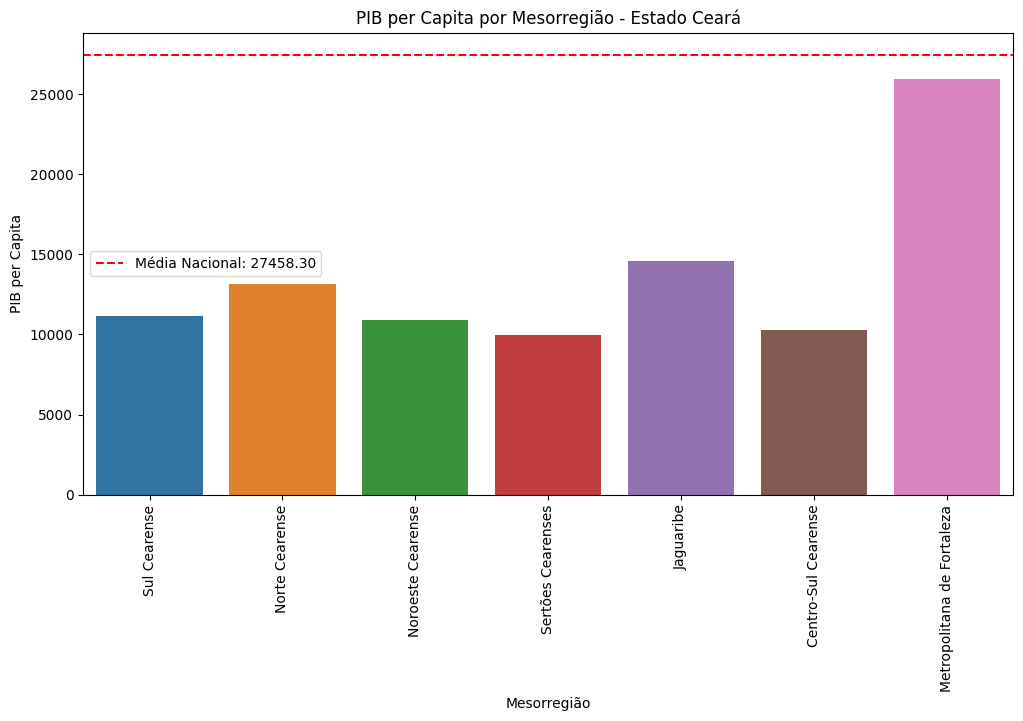 PIB per Capita por Mesorregião - Estado Ceará
PIB per Capita
25000
20000
15000
10000
5000
0
Média Nacional: 27458.30
Sul Cearense
Norte Cearense
Noroeste Cearense
Sertões Cearenses
Jaguaribe
Centro-Sul Cearense
Metropolitana de Fortaleza
Mesorregião